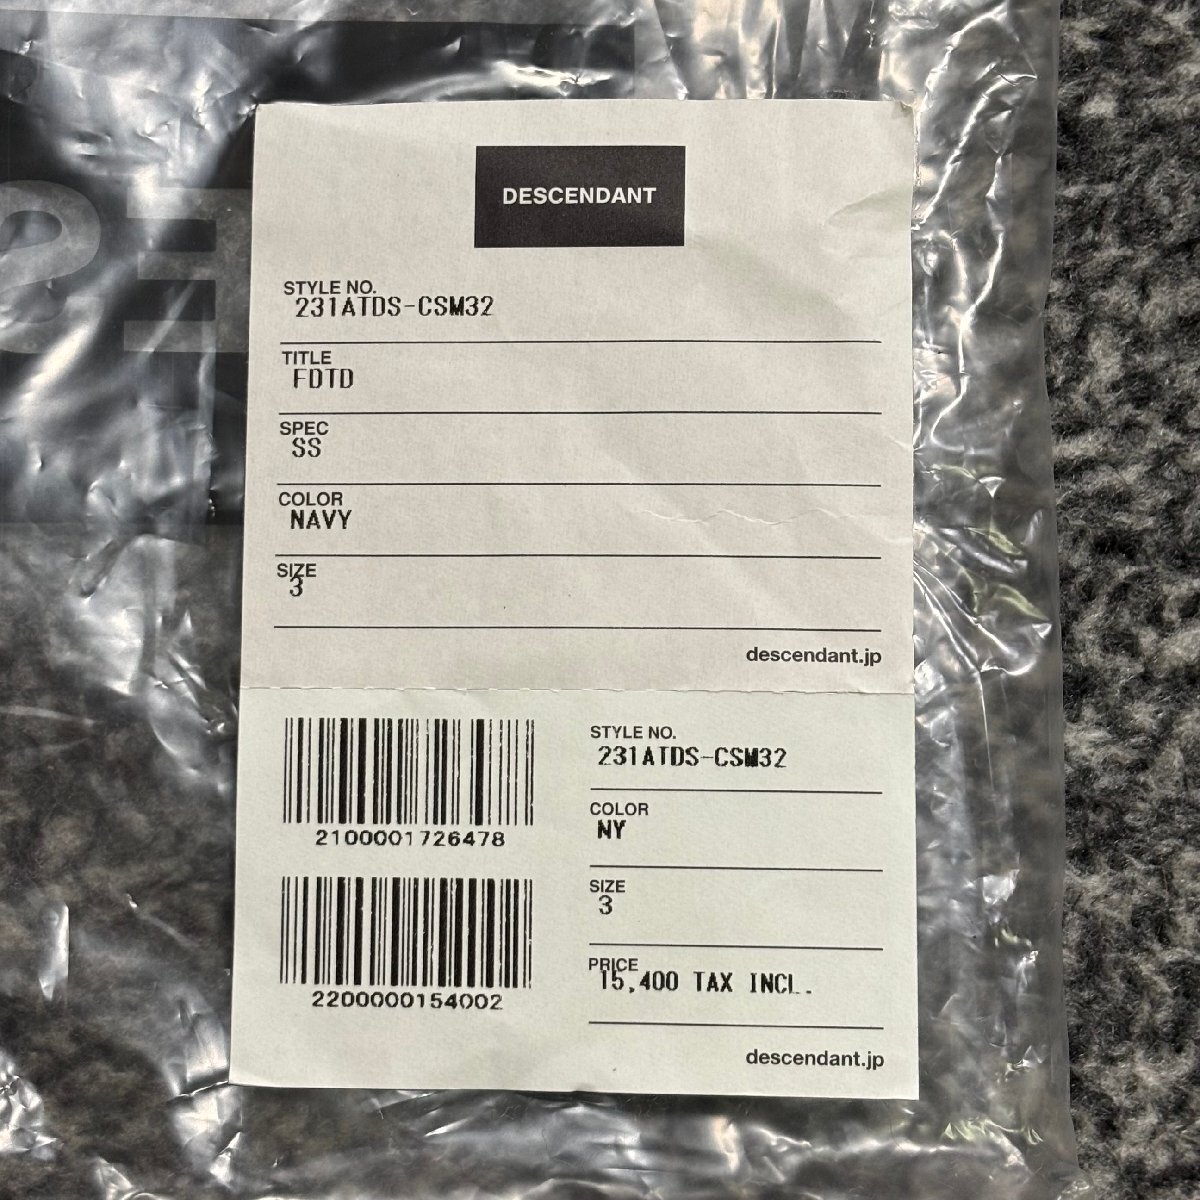 DESCENDANT
STYLE NO.
231ATDS-CSM32
TITLE
FDTD
SPEC
SS
COLOR
NAVY
SIZE
3
descendant.jp
2100001726478
2200000154002
STYLE NO.
231ATDS-CSM32
COLOR
NY
SIZE
3
PRICE
15,400 TAX INCL.
descendant.jp